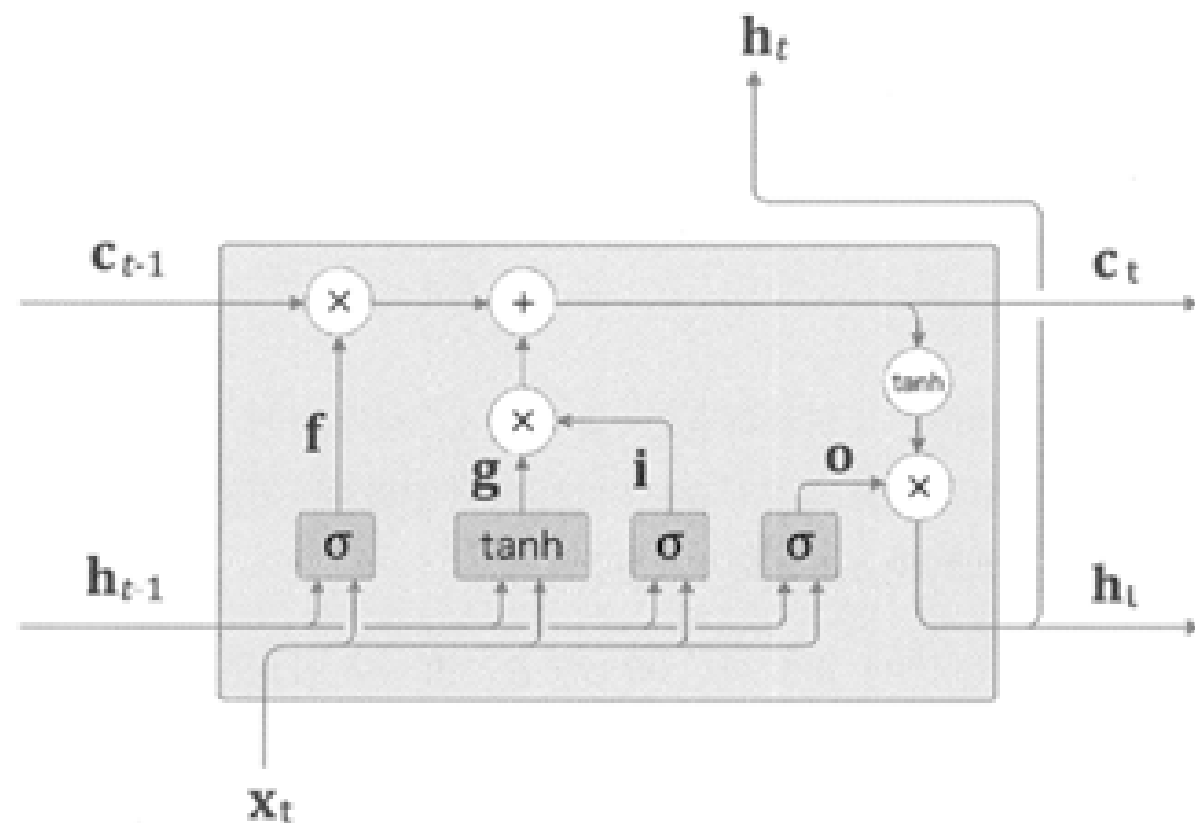 h_t
c_{t-1}
c_t
×
+
tanh
f
×
g
i
o
×
σ
tanh
σ
σ
h_{t-1}
h_t
x_t